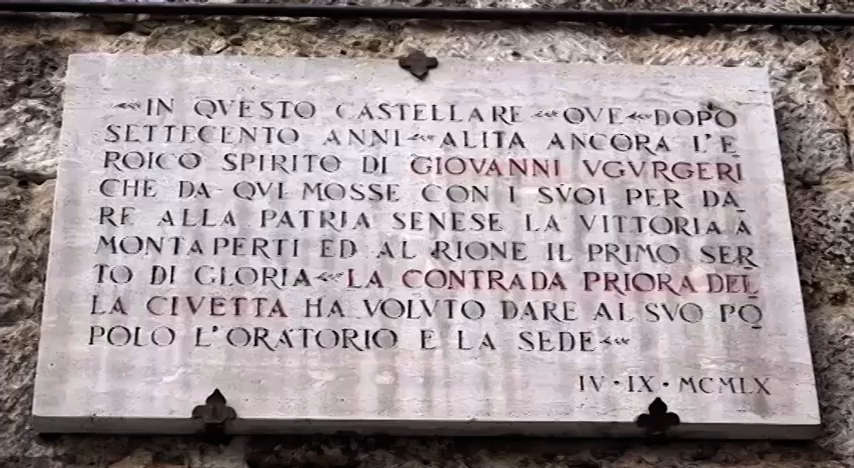 IN QVESTO CASTELLARE OVE DOPO
SETTECENTO ANNI ALITA ANCORA L'E
ROICO SPIRITO DI GIOVANNI VGVRGERI
CHE DA QVI MOSSE CON I SVOI PER DA
RE ALLA PATRIA SENESE LA VITTORIA A
MONTAPERTI ED AL RIONE IL PRIMO SER
TO DI GLORIA LA CONTRADA PRIORA DEL
LA CIVETTA HA VOLVTO DARE AL SVO PO
POLO L'ORATORIO E LA SEDE
IV·IX·MCMLX